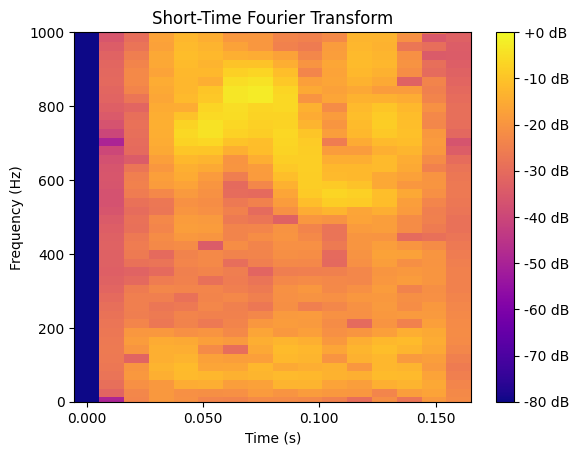 Short-Time Fourier Transform
Frequency (Hz)
1000
800
600
400
200
0
0.000
0.050
0.100
0.150
Time (s)
+0 dB
-10 dB
-20 dB
-30 dB
-40 dB
-50 dB
-60 dB
-70 dB
-80 dB